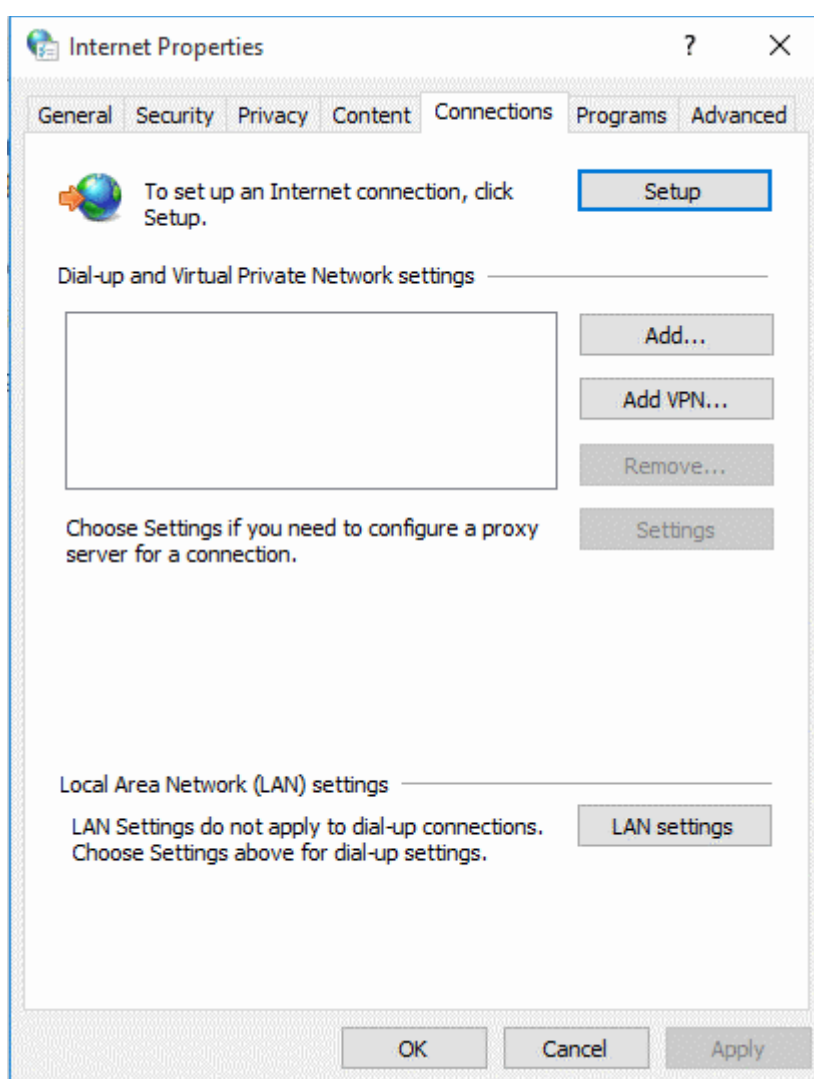 Internet Properties
?
General Security Privacy Content Connections Programs Advanced
To set up an Internet connection, click
Setup.
Setup
Dial-up and Virtual Private Network settings
Add...
Add VPN...
Remove...
Choose Settings if you need to configure a proxy
server for a connection.
Settings
Local Area Network (LAN) settings
LAN Settings do not apply to dial-up connections.
Choose Settings above for dial-up settings.
LAN settings
OK Cancel Apply